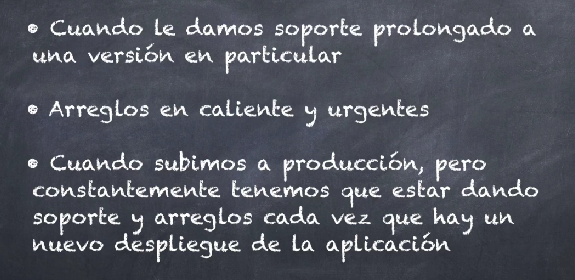 • Cuando le damos soporte prolongado a
una versión en particular
• Arreglos en caliente y urgentes
• Cuando subimos a producción, pero
constantemente tenemos que estar dando
soporte y arreglos cada vez que hay un
nuevo despliegue de la aplicación